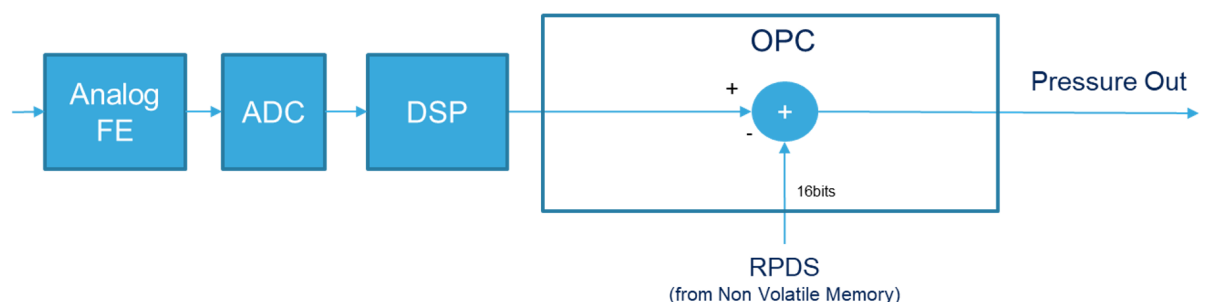 OPC
Analog
FE
ADC
DSP
+
-
+
Pressure Out
16bits
RPDS
(from Non Volatile Memory)